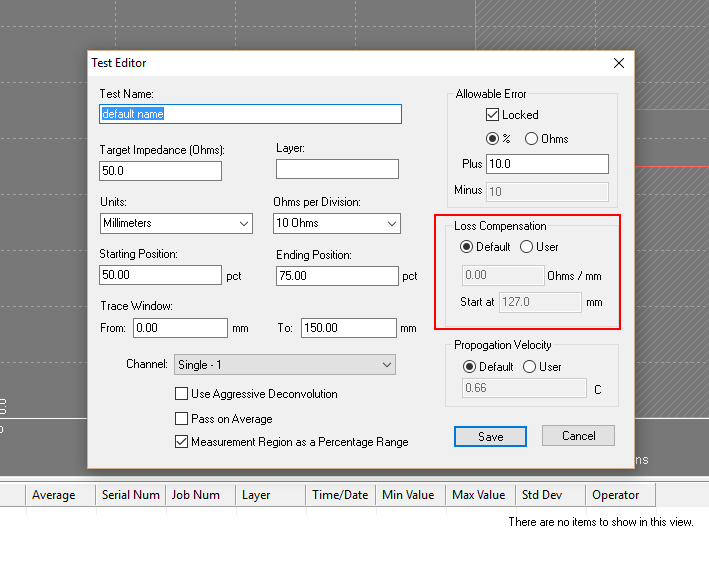 Test Editor
Test Name:
default name
Target Impedance (Ohms):
50.0
Layer:
Units:
Millimeters
Ohms per Division:
10 Ohms
Starting Position:
50.00 pct
Ending Position:
75.00 pct
Trace Window:
From: 0.00 mm
To: 150.00 mm
Channel: Single - 1
Use Aggressive Deconvolution
Pass on Average
Measurement Region as a Percentage Range
Allowable Error
Locked
% Ohms
Plus 10.0
Minus 10
Loss Compensation
Default User
0.00 Ohms / mm
Start at 127.0 mm
Propogation Velocity
Default User
0.66 C
Save Cancel
ns
Average Serial Num Job Num Layer Time/Date Min Value Max Value Std Dev Operator
There are no items to show in this view.